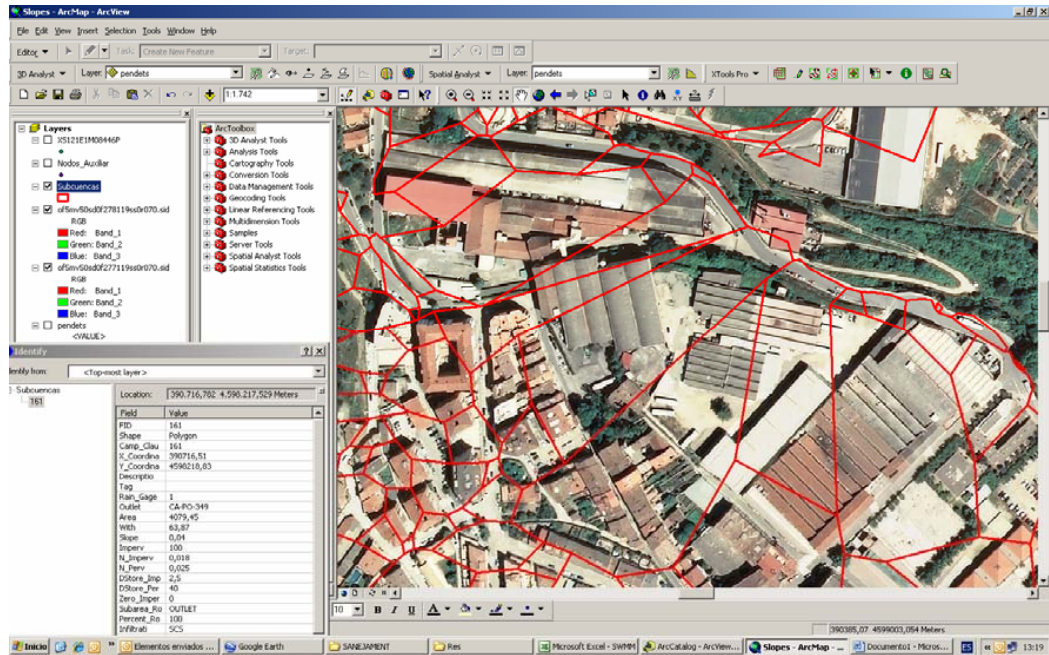 Slopes - ArcMap - ArcView
File Edit View Insert Selection Tools Window Help
Editor Task: Create New Feature Target:
3D Analyst Layer: pendets Spatial Analyst Layer: pendets XTools Pro
1:1.742
Layers
XS121E1M08446P
Nodos_Auxiliar
Subcuencas
of5mv50sd0f278119ss0r070.sid
RGB
Red: Band_1
Green: Band_2
Blue: Band_3
of5mv50sd0f277119ss0r070.sid
RGB
Red: Band_1
Green: Band_2
Blue: Band_3
pendets
<VALUE>
ArcToolbox
3D Analyst Tools
Analysis Tools
Cartography Tools
Conversion Tools
Data Management Tools
Geocoding Tools
Linear Referencing Tools
Multidimension Tools
Samples
Server Tools
Spatial Analyst Tools
Spatial Statistics Tools
Identify
Identify from: <Top-most layer>
Subcuencas
161
Location: 390.716,782 4.598.217,529 Meters
Field Value
FID 161
Shape Polygon
Camp_Clau 161
X_Coordina 390716,51
Y_Coordina 4598218,83
Descriptio
Tag
Rain_Gage 1
Outlet CA-PO-349
Area 4079,45
With 63,87
Slope 0,04
Imperv 100
N_Imperv 0,018
N_Perv 0,025
DStore_Imp 2,5
DStore_Per 40
Zero_Imper 0
Subarea_Ro OUTLET
Percent_Ro 100
Infiltrati SCS
10 B I U A
390385,07 4599003,054 Meters
Inicio Elementos enviados ... Google Earth SANEJAMENT Res Microsoft Excel - SWMM ArcCatalog - ArcView... Slopes - ArcMap - ... Documento1 - Micros... ES 13:19